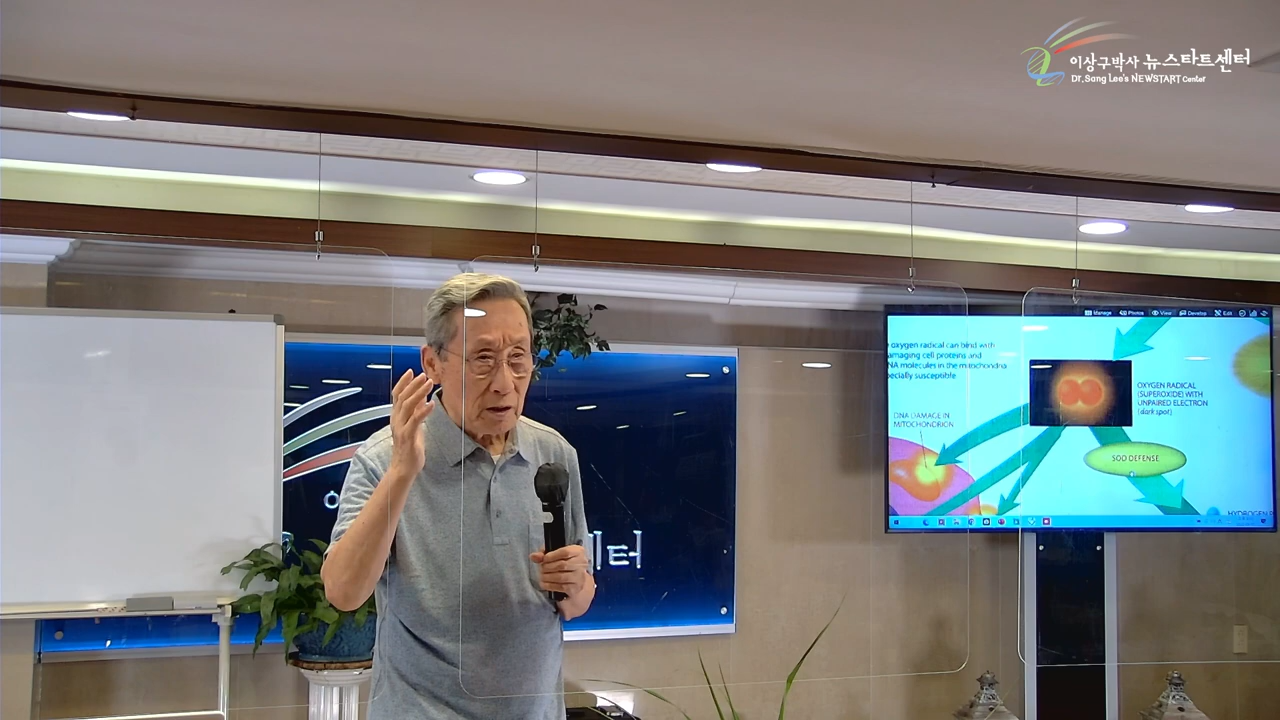 이상구박사 뉴스타트센터
Dr. Sang Lee's NEWSTART Center
Manage Photos View Develop Edit
oxygen radical can bind with
amaging cell proteins and
NA molecules in the mitochondria
pecially susceptible
OXYGEN RADICAL
(SUPEROXIDE) WITH
UNPAIRED ELECTRON
(dark spot)
DNA DAMAGE IN
MITOCHONDRION
SOD DEFENSE
HYDROGEN
터